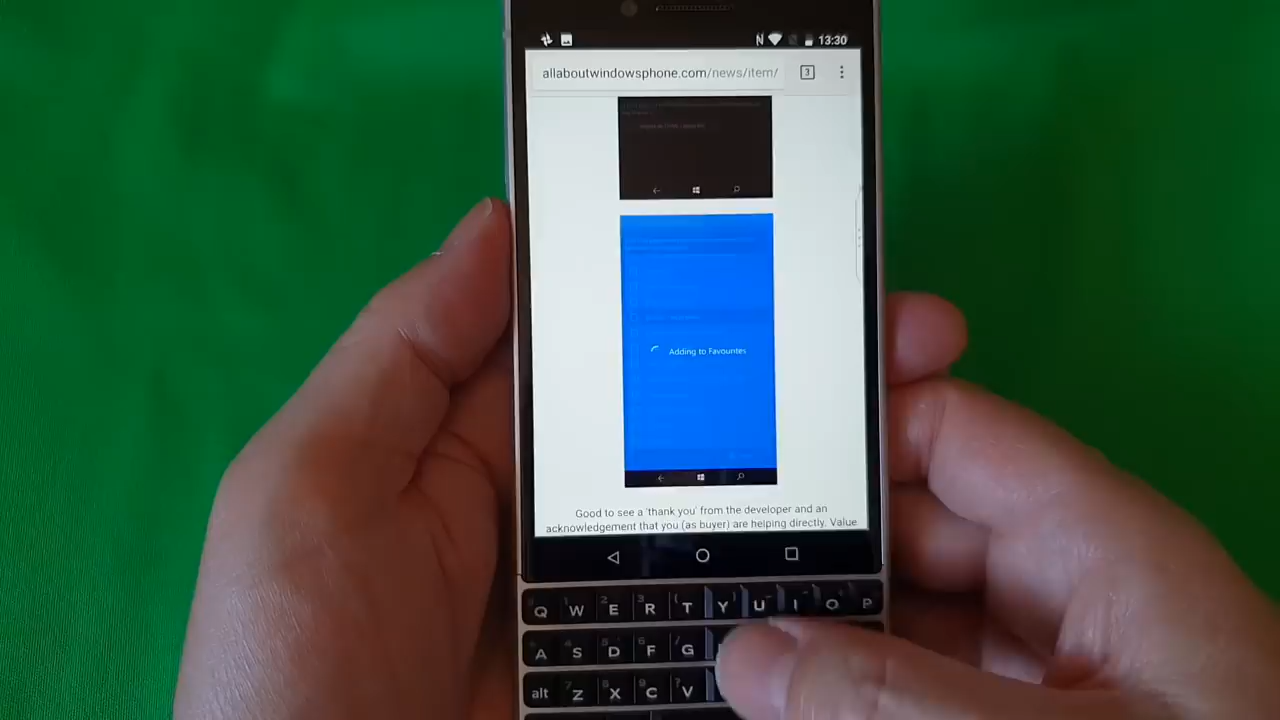 13:30
allaboutwindowsphone.com/news/item/
3
Adding to Favourites
Good to see a 'thank you' from the developer and an
acknowledgement that you (as buyer) are helping directly. Value
Q W E R T Y U I O P
A S D F G
alt Z X C V